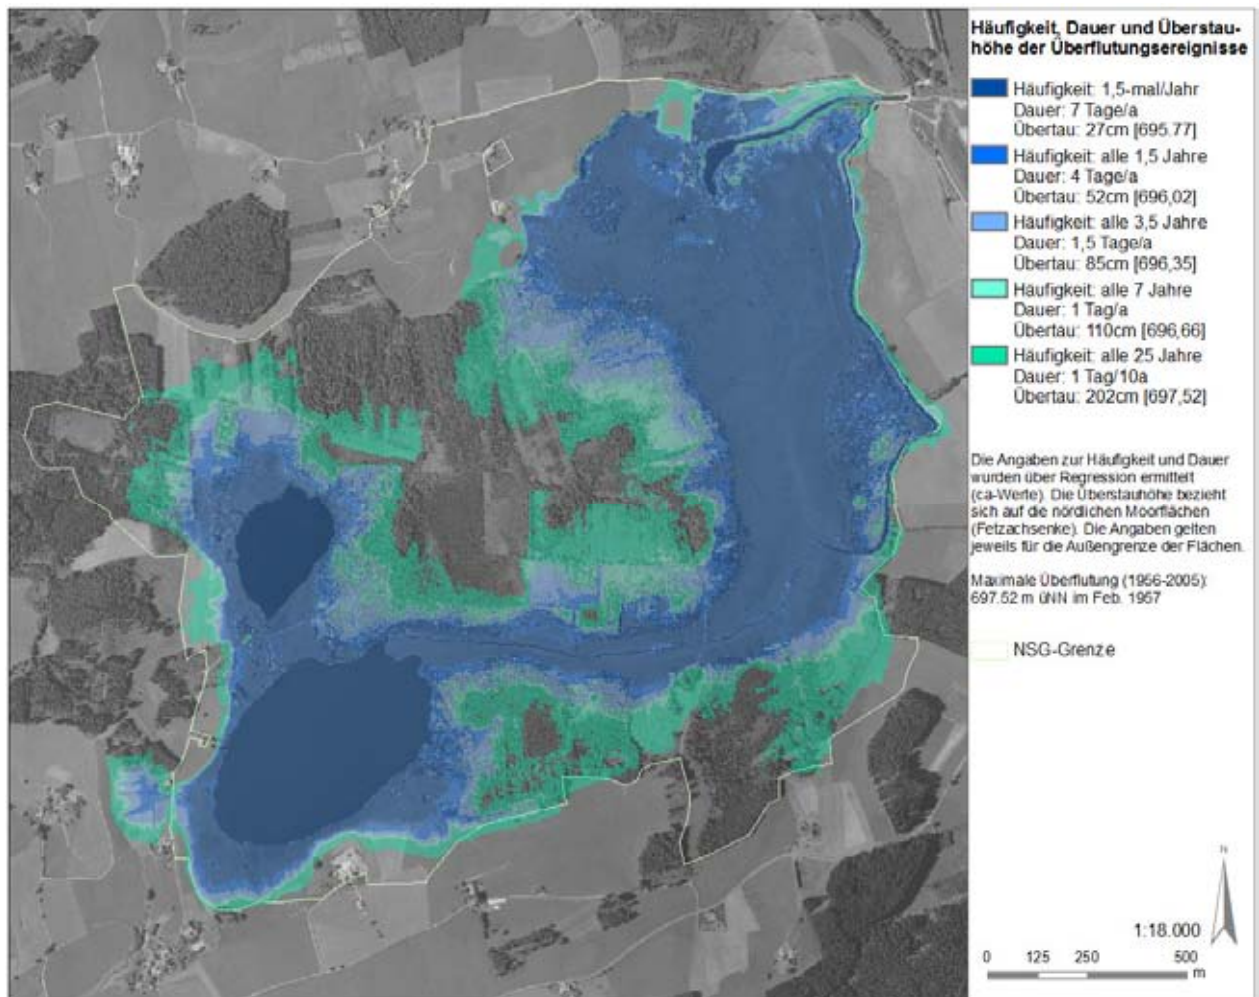 Häufigkeit, Dauer und Überstau-
höhe der Überflutungsereignisse
Häufigkeit: 1,5-mal/Jahr
Dauer: 7 Tage/a
Übertau: 27cm [695.77]
Häufigkeit: alle 1,5 Jahre
Dauer: 4 Tage/a
Übertau: 52cm [696,02]
Häufigkeit: alle 3,5 Jahre
Dauer: 1,5 Tage/a
Übertau: 85cm [696,35]
Häufigkeit: alle 7 Jahre
Dauer: 1 Tag/a
Übertau: 110cm [696,66]
Häufigkeit: alle 25 Jahre
Dauer: 1 Tag/10a
Übertau: 202cm [697,52]
Die Angaben zur Häufigkeit und Dauer
wurden über Regression ermittelt
(ca-Werte). Die Überstauhöhe bezieht
sich auf die nördlichen Moorflächen
(Fetzachsenke). Die Angaben gelten
jeweils für die Außengrenze der Flächen.
Maximale Überflutung (1956-2005):
697.52 m üNN im Feb. 1957
NSG-Grenze
N
1:18.000
0 125 250 500
m